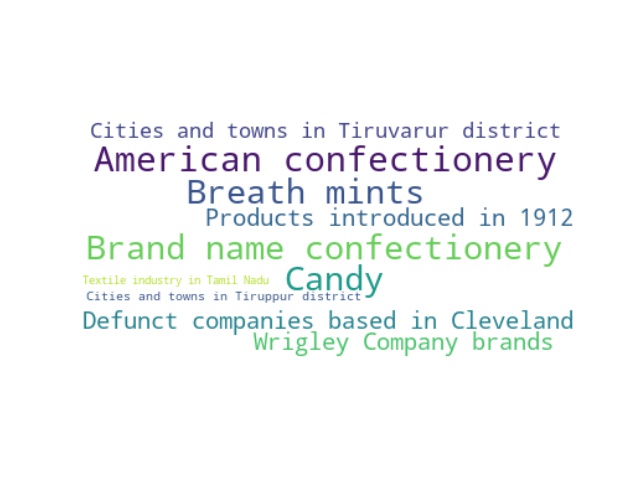 Cities and towns in Tiruvarur district
American confectionery
Breath mints
Products introduced in 1912
Brand name confectionery
Textile industry in Tamil Nadu
Candy
Cities and towns in Tiruppur district
Defunct companies based in Cleveland
Wrigley Company brands